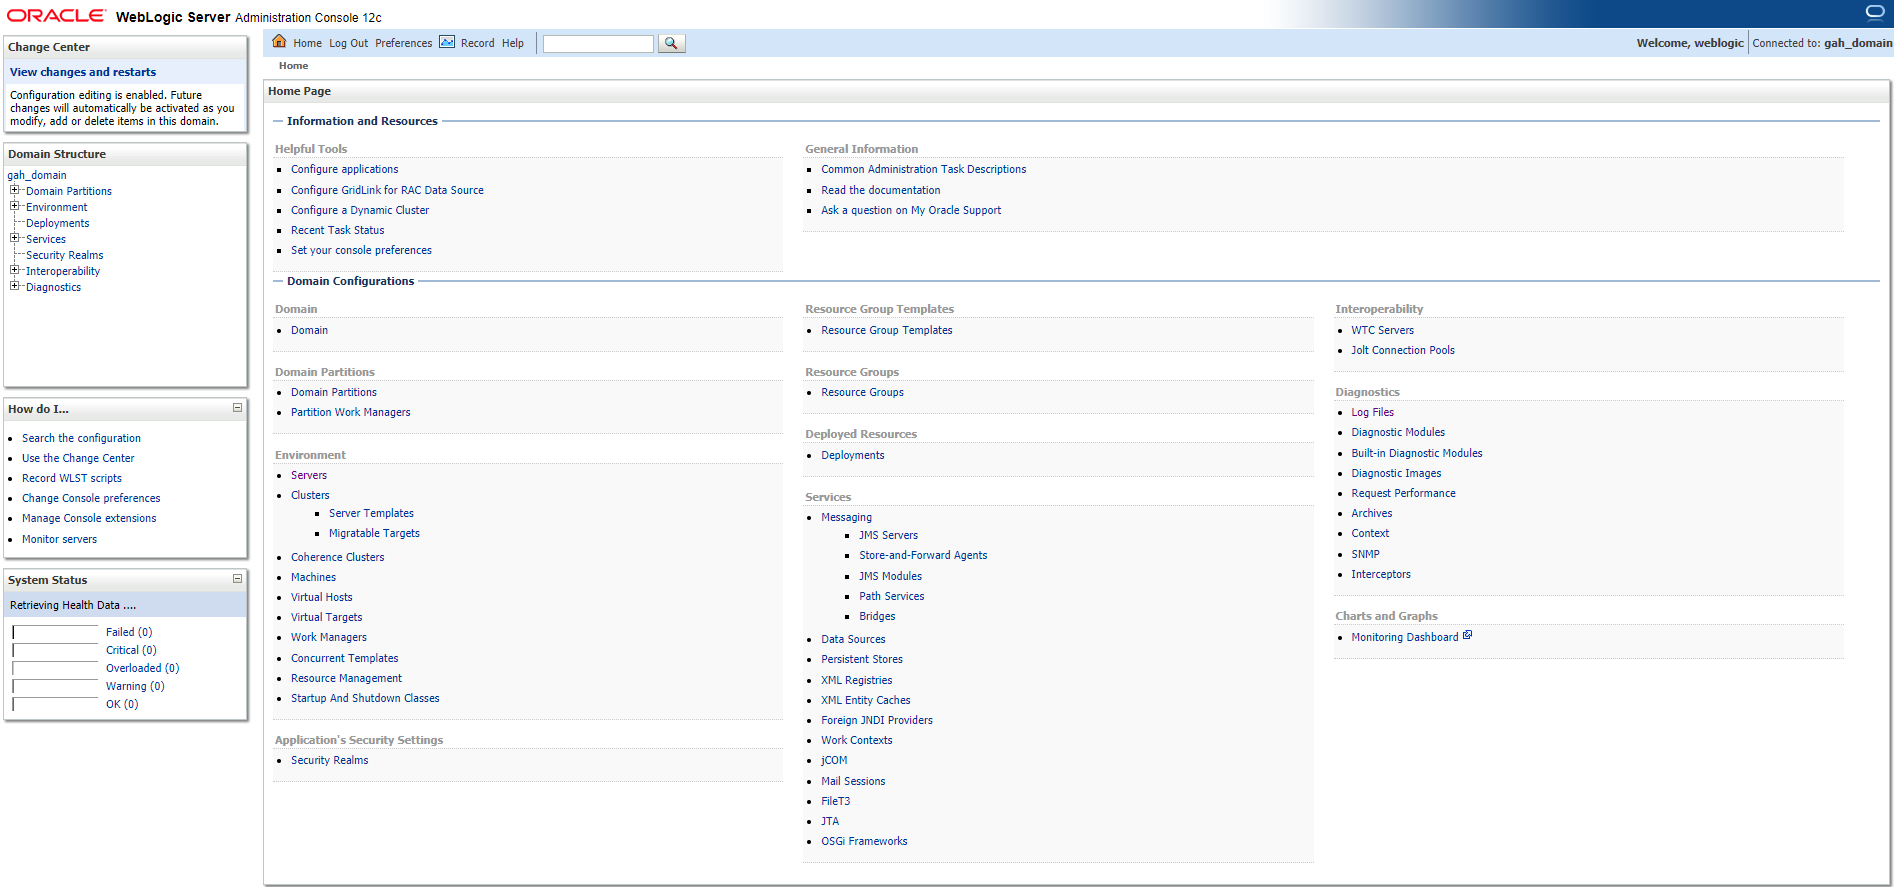 ORACLE WebLogic Server Administration Console 12c
Change Center
View changes and restarts
Configuration editing is enabled. Future
changes will automatically be activated as you
modify, add or delete items in this domain.
Domain Structure
gah_domain
Domain Partitions
Environment
Deployments
Services
Security Realms
Interoperability
Diagnostics
How do I...
Search the configuration
Use the Change Center
Record WLST scripts
Change Console preferences
Manage Console extensions
Monitor servers
System Status
Retrieving Health Data ....
Failed (0)
Critical (0)
Overloaded (0)
Warning (0)
OK (0)
Home Log Out Preferences Record Help
Welcome, weblogic Connected to: gah_domain
Home
Home Page
Information and Resources
Helpful Tools
Configure applications
Configure GridLink for RAC Data Source
Configure a Dynamic Cluster
Recent Task Status
Set your console preferences
General Information
Common Administration Task Descriptions
Read the documentation
Ask a question on My Oracle Support
Domain Configurations
Domain
Domain
Domain Partitions
Domain Partitions
Partition Work Managers
Environment
Servers
Clusters
Server Templates
Migratable Targets
Coherence Clusters
Machines
Virtual Hosts
Virtual Targets
Work Managers
Concurrent Templates
Resource Management
Startup And Shutdown Classes
Application's Security Settings
Security Realms
Resource Group Templates
Resource Group Templates
Resource Groups
Resource Groups
Deployed Resources
Deployments
Services
Messaging
JMS Servers
Store-and-Forward Agents
JMS Modules
Path Services
Bridges
Data Sources
Persistent Stores
XML Registries
XML Entity Caches
Foreign JNDI Providers
Work Contexts
jCOM
Mail Sessions
FileT3
JTA
OSGi Frameworks
Interoperability
WTC Servers
Jolt Connection Pools
Diagnostics
Log Files
Diagnostic Modules
Built-in Diagnostic Modules
Diagnostic Images
Request Performance
Archives
Context
SNMP
Interceptors
Charts and Graphs
Monitoring Dashboard